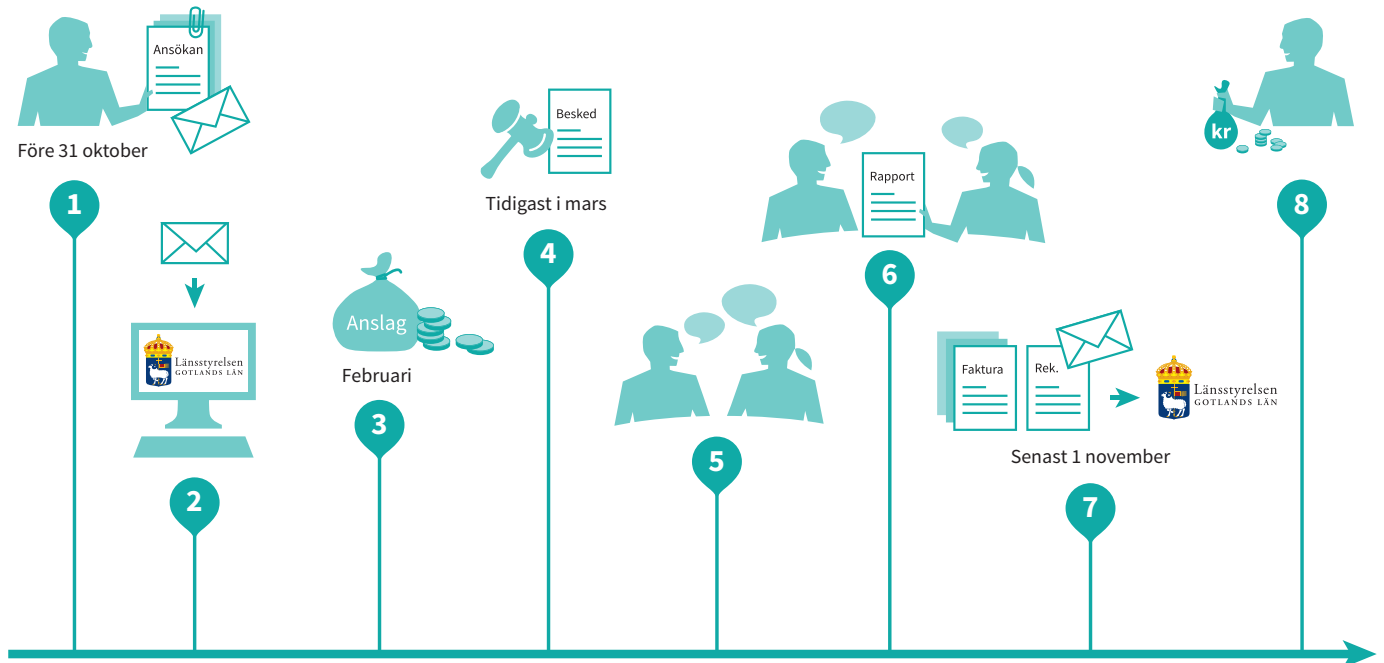 Ansökan
Före 31 oktober
1
Länsstyrelsen
GOTLANDS LÄN
2
Anslag
Februari
3
Besked
Tidigast i mars
4
5
Rapport
6
Faktura
Rek.
Länsstyrelsen
GOTLANDS LÄN
Senast 1 november
7
kr
8